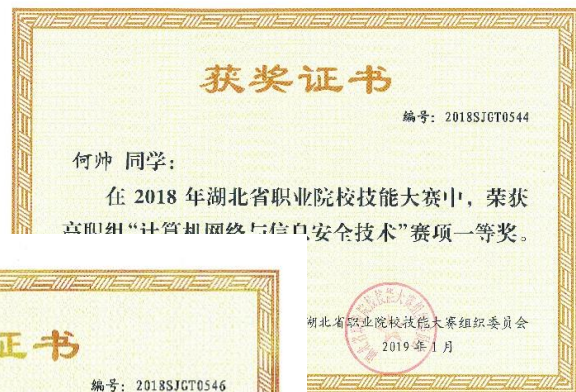 获奖证书
编号：2018SJGT0544
何帅 同学：
在 2018 年湖北省职业院校技能大赛中，荣获
高职组“计算机网络与信息安全技术”赛项一等奖。
湖北省职业院校技能大赛组织委员会
2019 年 1 月
证书
编号：2018SJGT0546